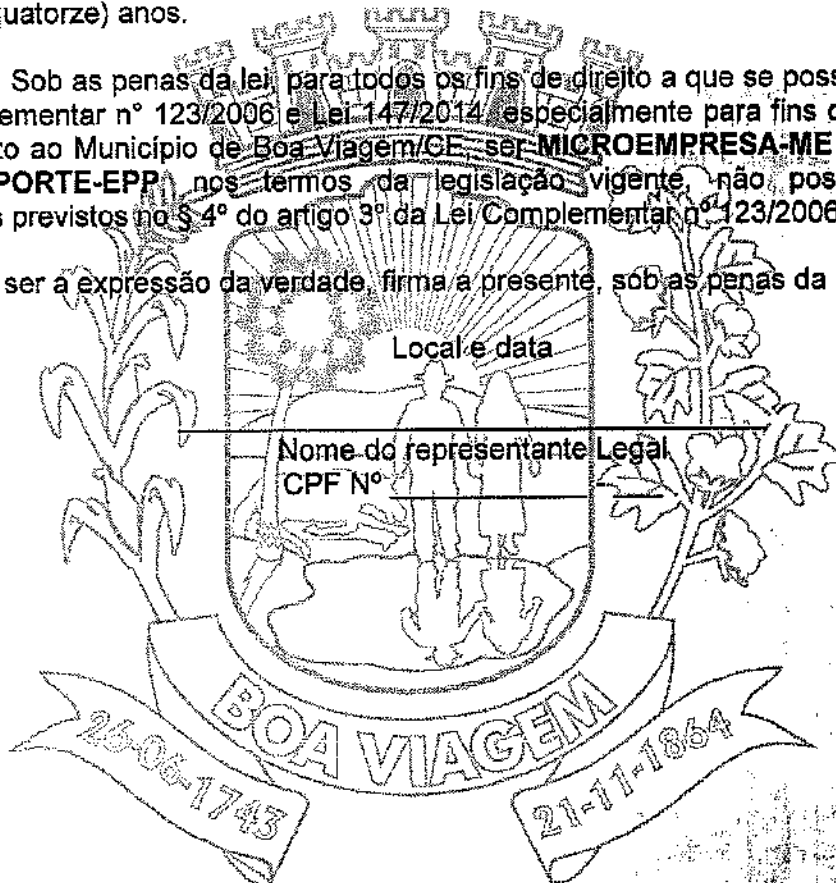 uatorze) anos.
Sob as penas da lei, para todos os fins de direito a que se poss
ementar n° 123/2006 e Lei 147/2014, especialmente para fins d
to ao Município de Boa Viagem/CE, ser MICROEMPRESA-ME
PORTE-EPP, nos termos da legislação vigente, não pos
s previstos no § 4º do artigo 3º da Lei Complementar nº 123/2006
ser a expressão da verdade, firma a presente, sob as penas da
Local e data
Nome do representante Legal
CPF Nº
BOA VIAGEM
26-06-1743
21-11-1864